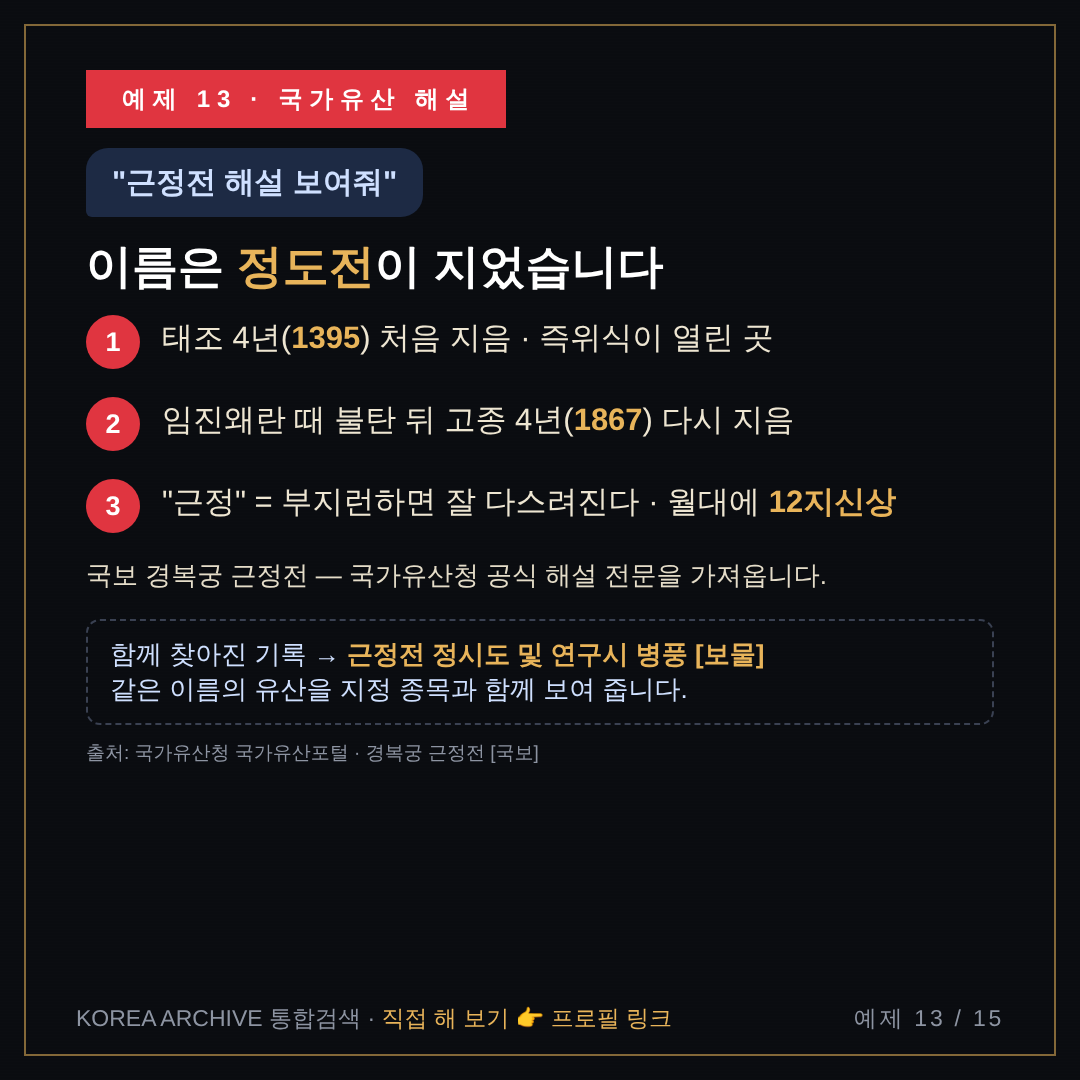 예제 13 · 국가유산 해설
"근정전 해설 보여줘"
이름은 정도전이 지었습니다
1 태조 4년(1395) 처음 지음 · 즉위식이 열린 곳
2 임진왜란 때 불탄 뒤 고종 4년(1867) 다시 지음
3 "근정" = 부지런하면 잘 다스려진다 · 월대에 12지신상
국보 경복궁 근정전 — 국가유산청 공식 해설 전문을 가져옵니다.
함께 찾아진 기록 → 근정전 정시도 및 연구시 병풍 [보물]
같은 이름의 유산을 지정 종목과 함께 보여 줍니다.
출처: 국가유산청 국가유산포털 · 경복궁 근정전 [국보]
KOREA ARCHIVE 통합검색 · 직접 해 보기 👉 프로필 링크
예제 13 / 15